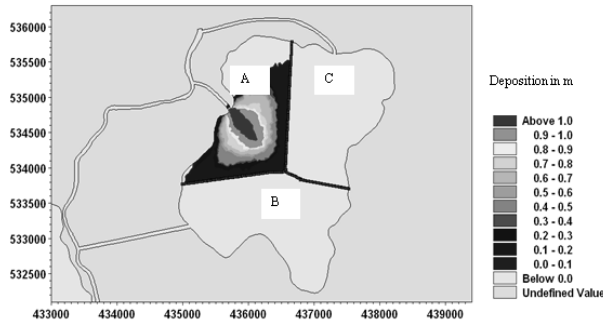 536000
535500
535000
534500
534000
533500
533000
532500
433000 434000 435000 436000 437000 438000 439000
A
C
B
Deposition in m
Above 1.0
0.9 - 1.0
0.8 - 0.9
0.7 - 0.8
0.6 - 0.7
0.5 - 0.6
0.4 - 0.5
0.3 - 0.4
0.2 - 0.3
0.1 - 0.2
0.0 - 0.1
Below 0.0
Undefined Value